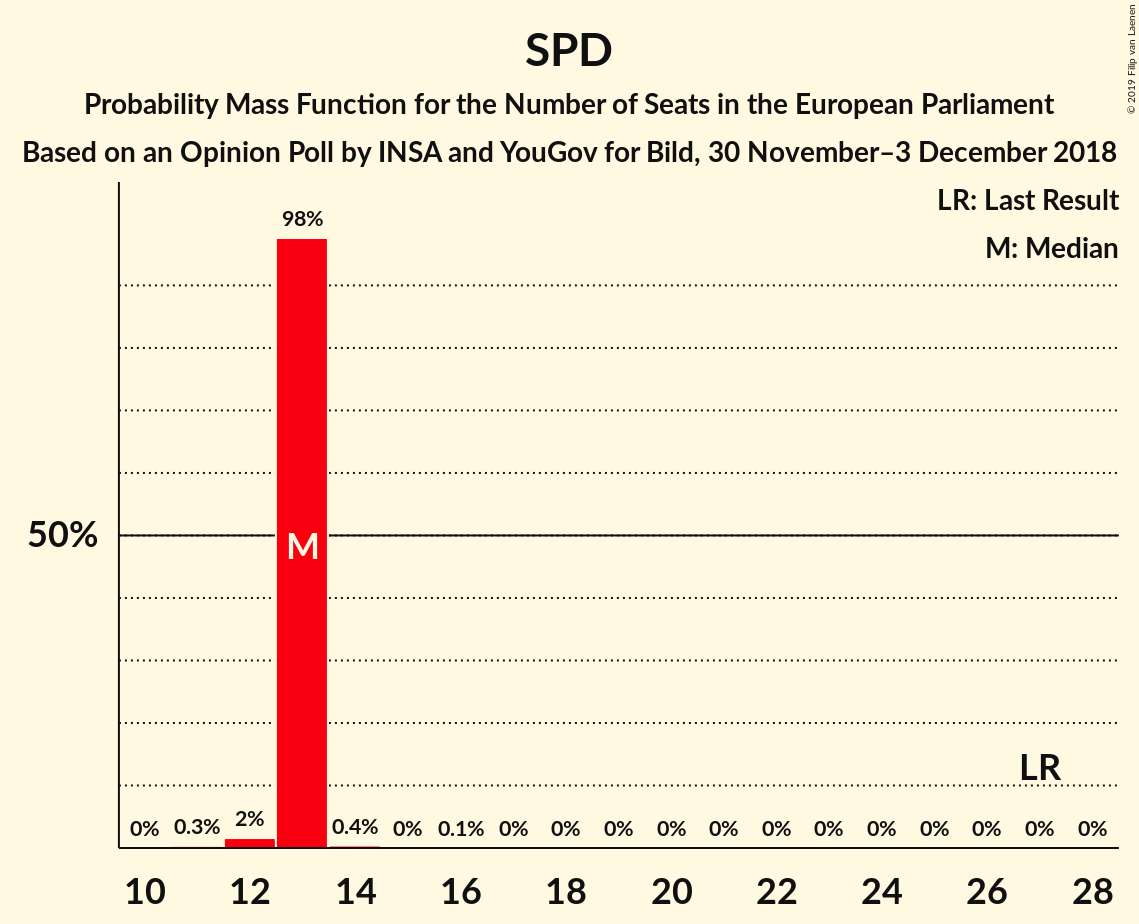 SPD
Probability Mass Function for the Number of Seats in the European Parliament
Based on an Opinion Poll by INSA and YouGov for Bild, 30 November–3 December 2018
© 2019 Filip van Laenen
LR: Last Result
M: Median
98%
50%
M
LR
0% 0.3% 2% 0.4% 0% 0.1% 0% 0% 0% 0% 0% 0% 0% 0% 0% 0% 0% 0%
10 12 14 16 18 20 22 24 26 28